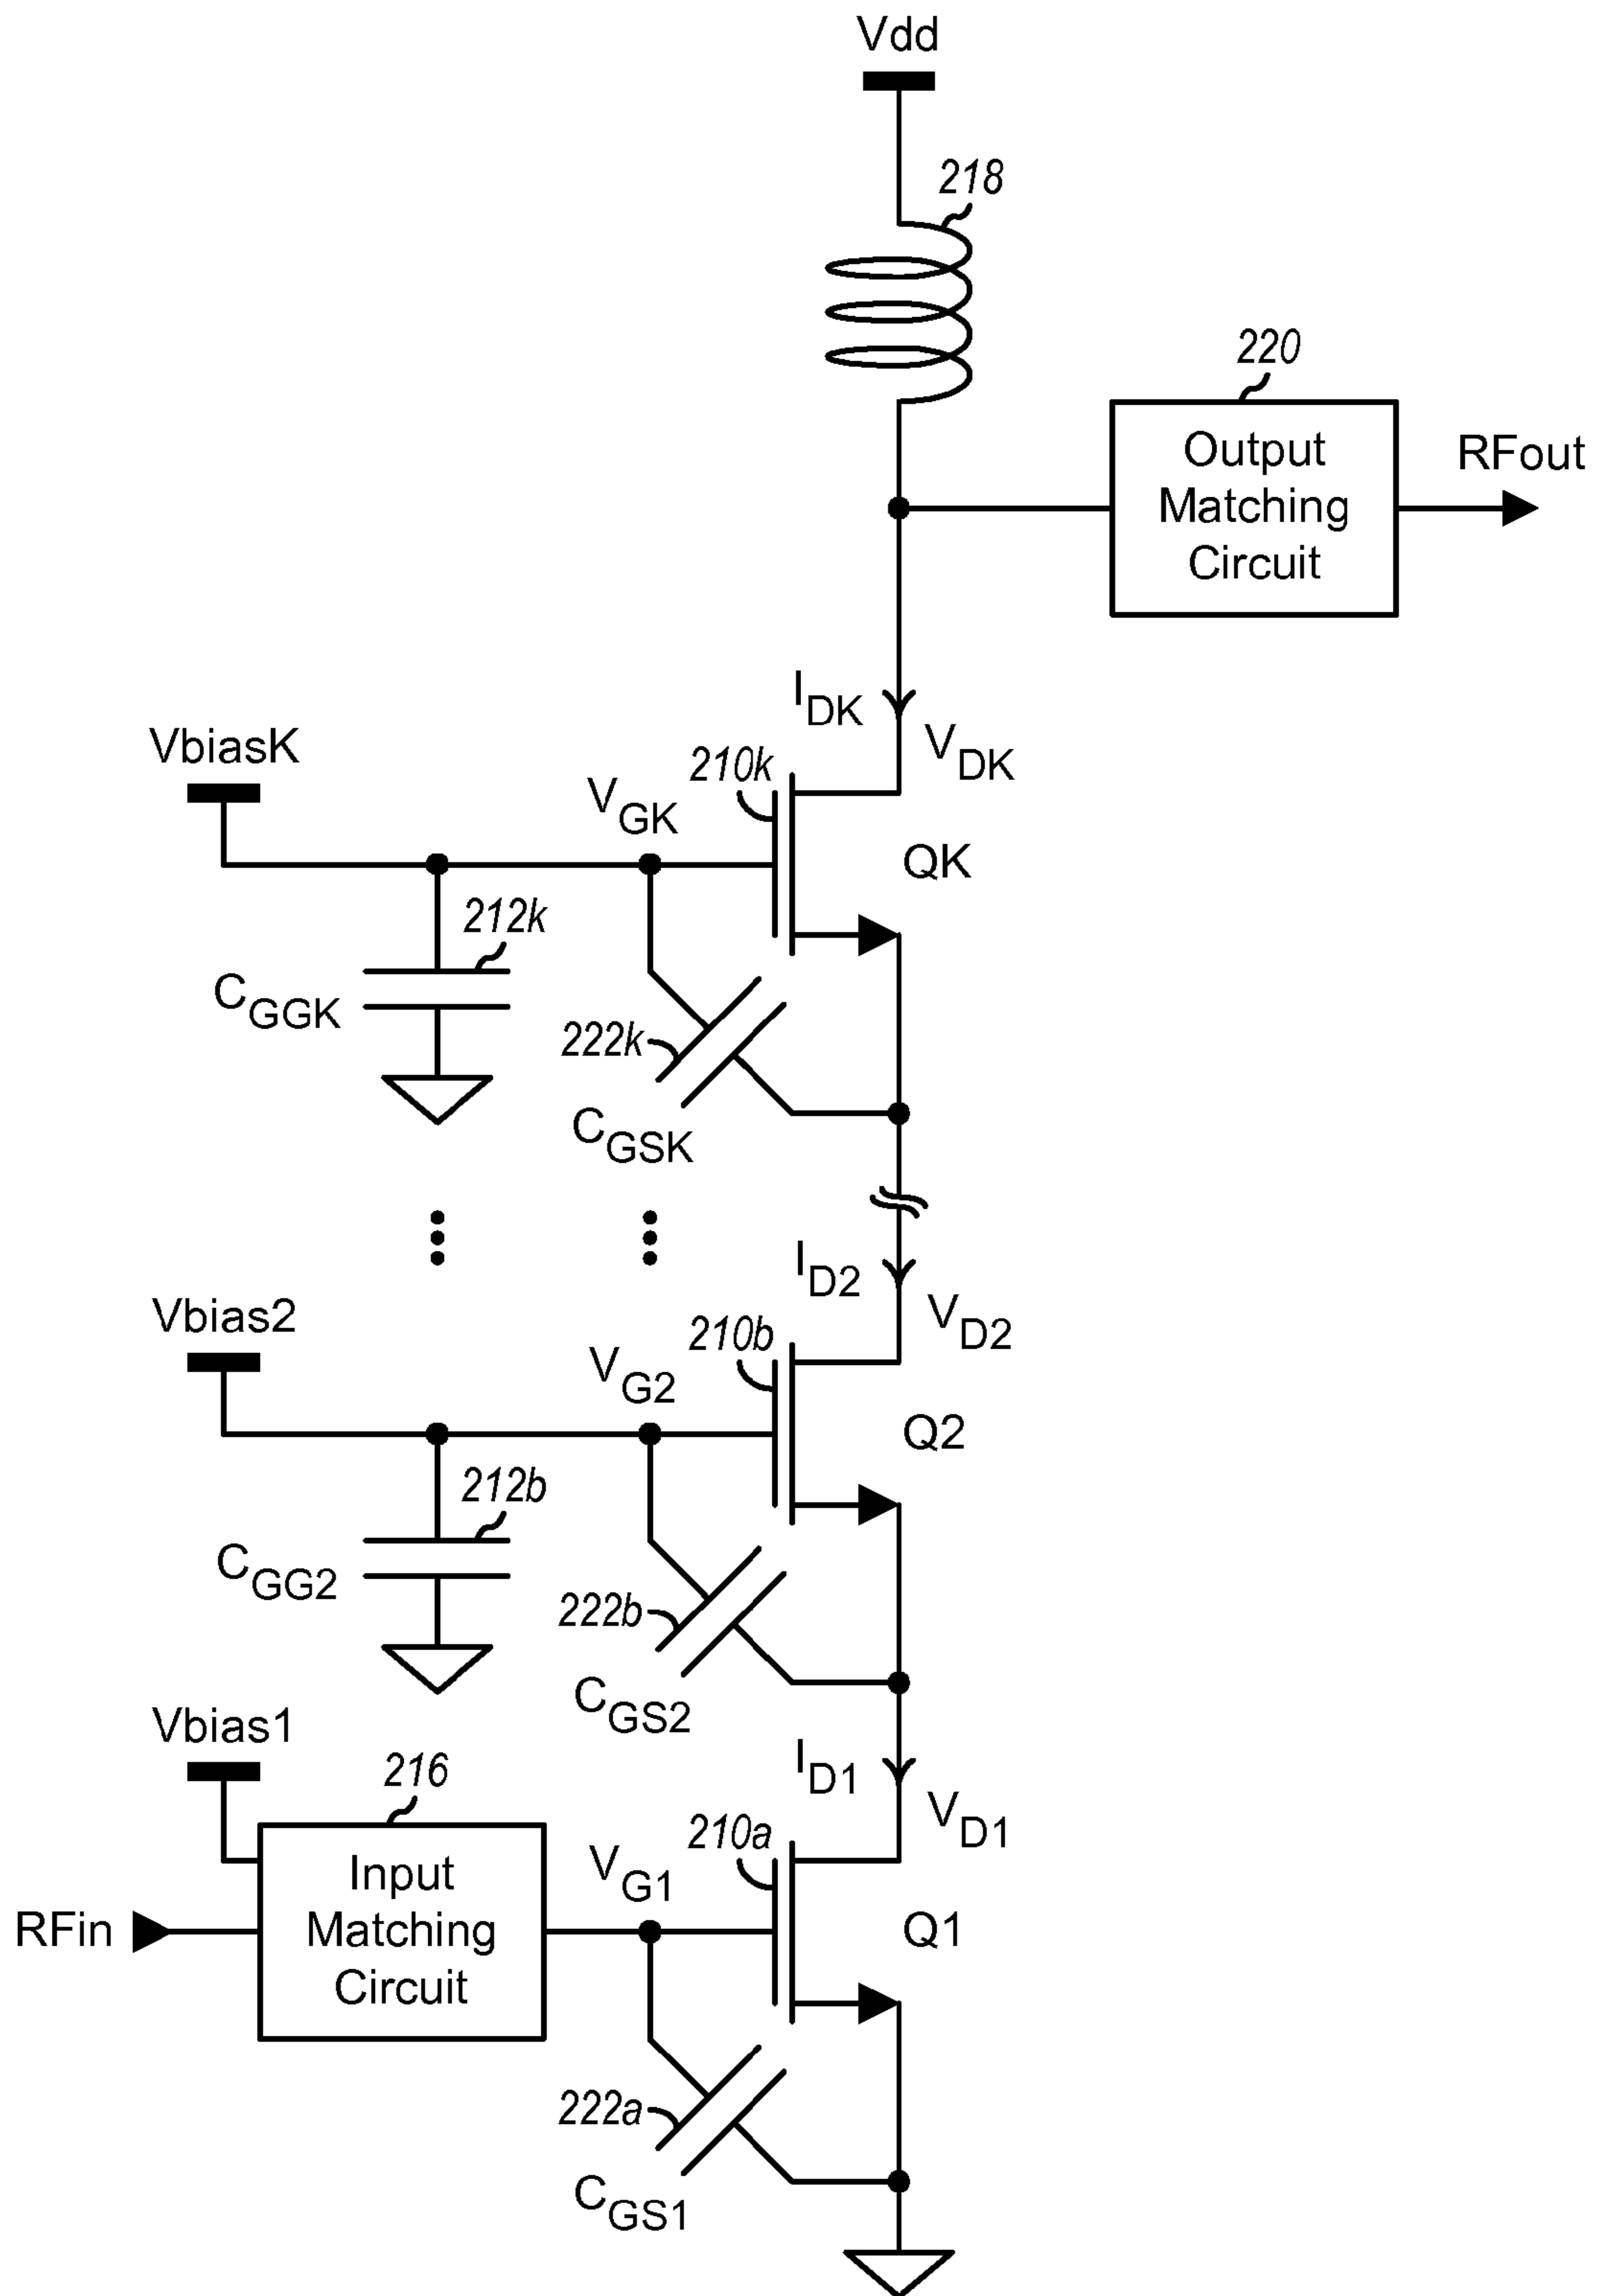 Vdd
218
220
Output
Matching
Circuit
RFout
IDK
VDK
VbiasK
VGK
210k
QK
212k
CGGK
222k
CGSK
ID2
VD2
Vbias2
VG2
210b
Q2
212b
CGG2
222b
CGS2
Vbias1
ID1
VD1
216
VG1
210a
RFin
Input
Matching
Circuit
Q1
222a
CGS1